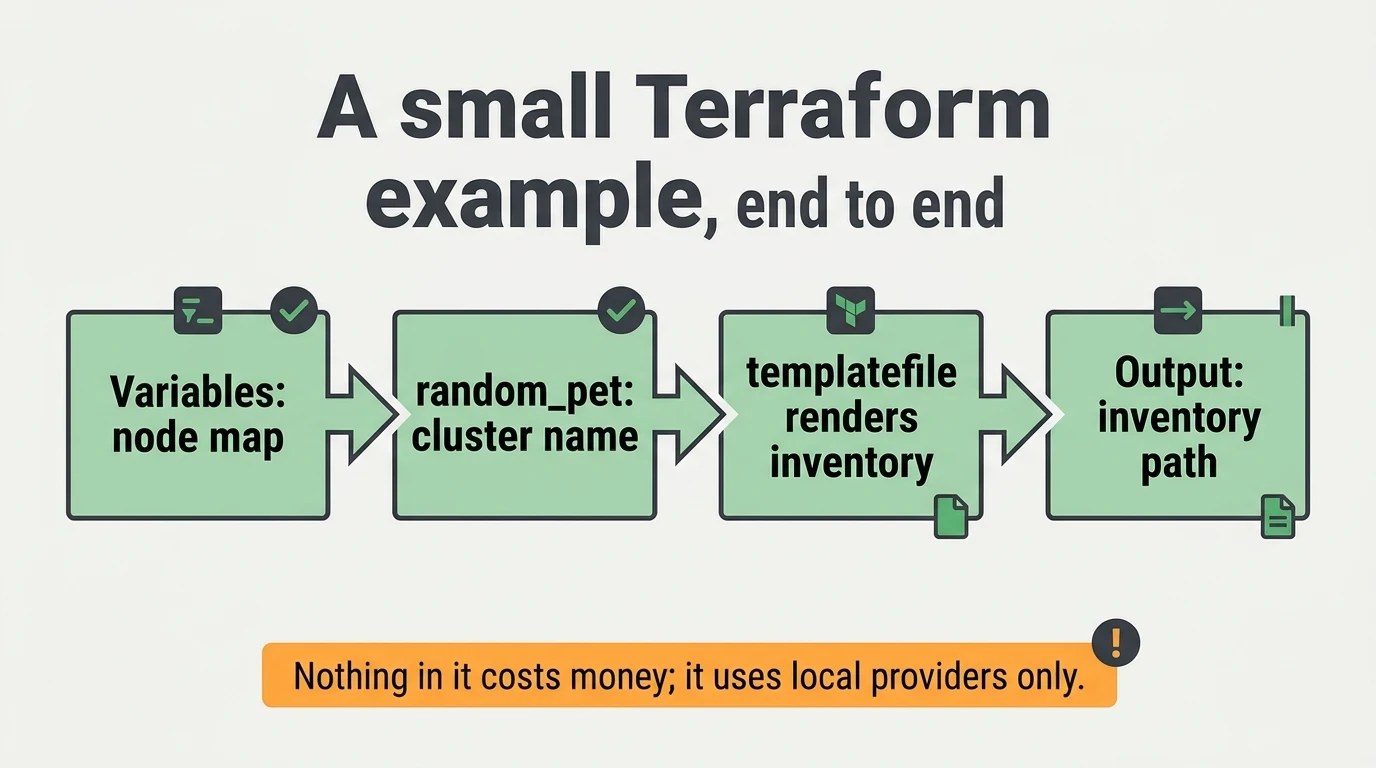 A small Terraform
example, end to end
Variables:
node map
random_pet:
cluster name
templatefile
renders
inventory
Output:
inventory
path
Nothing in it costs money; it uses local providers only.
!